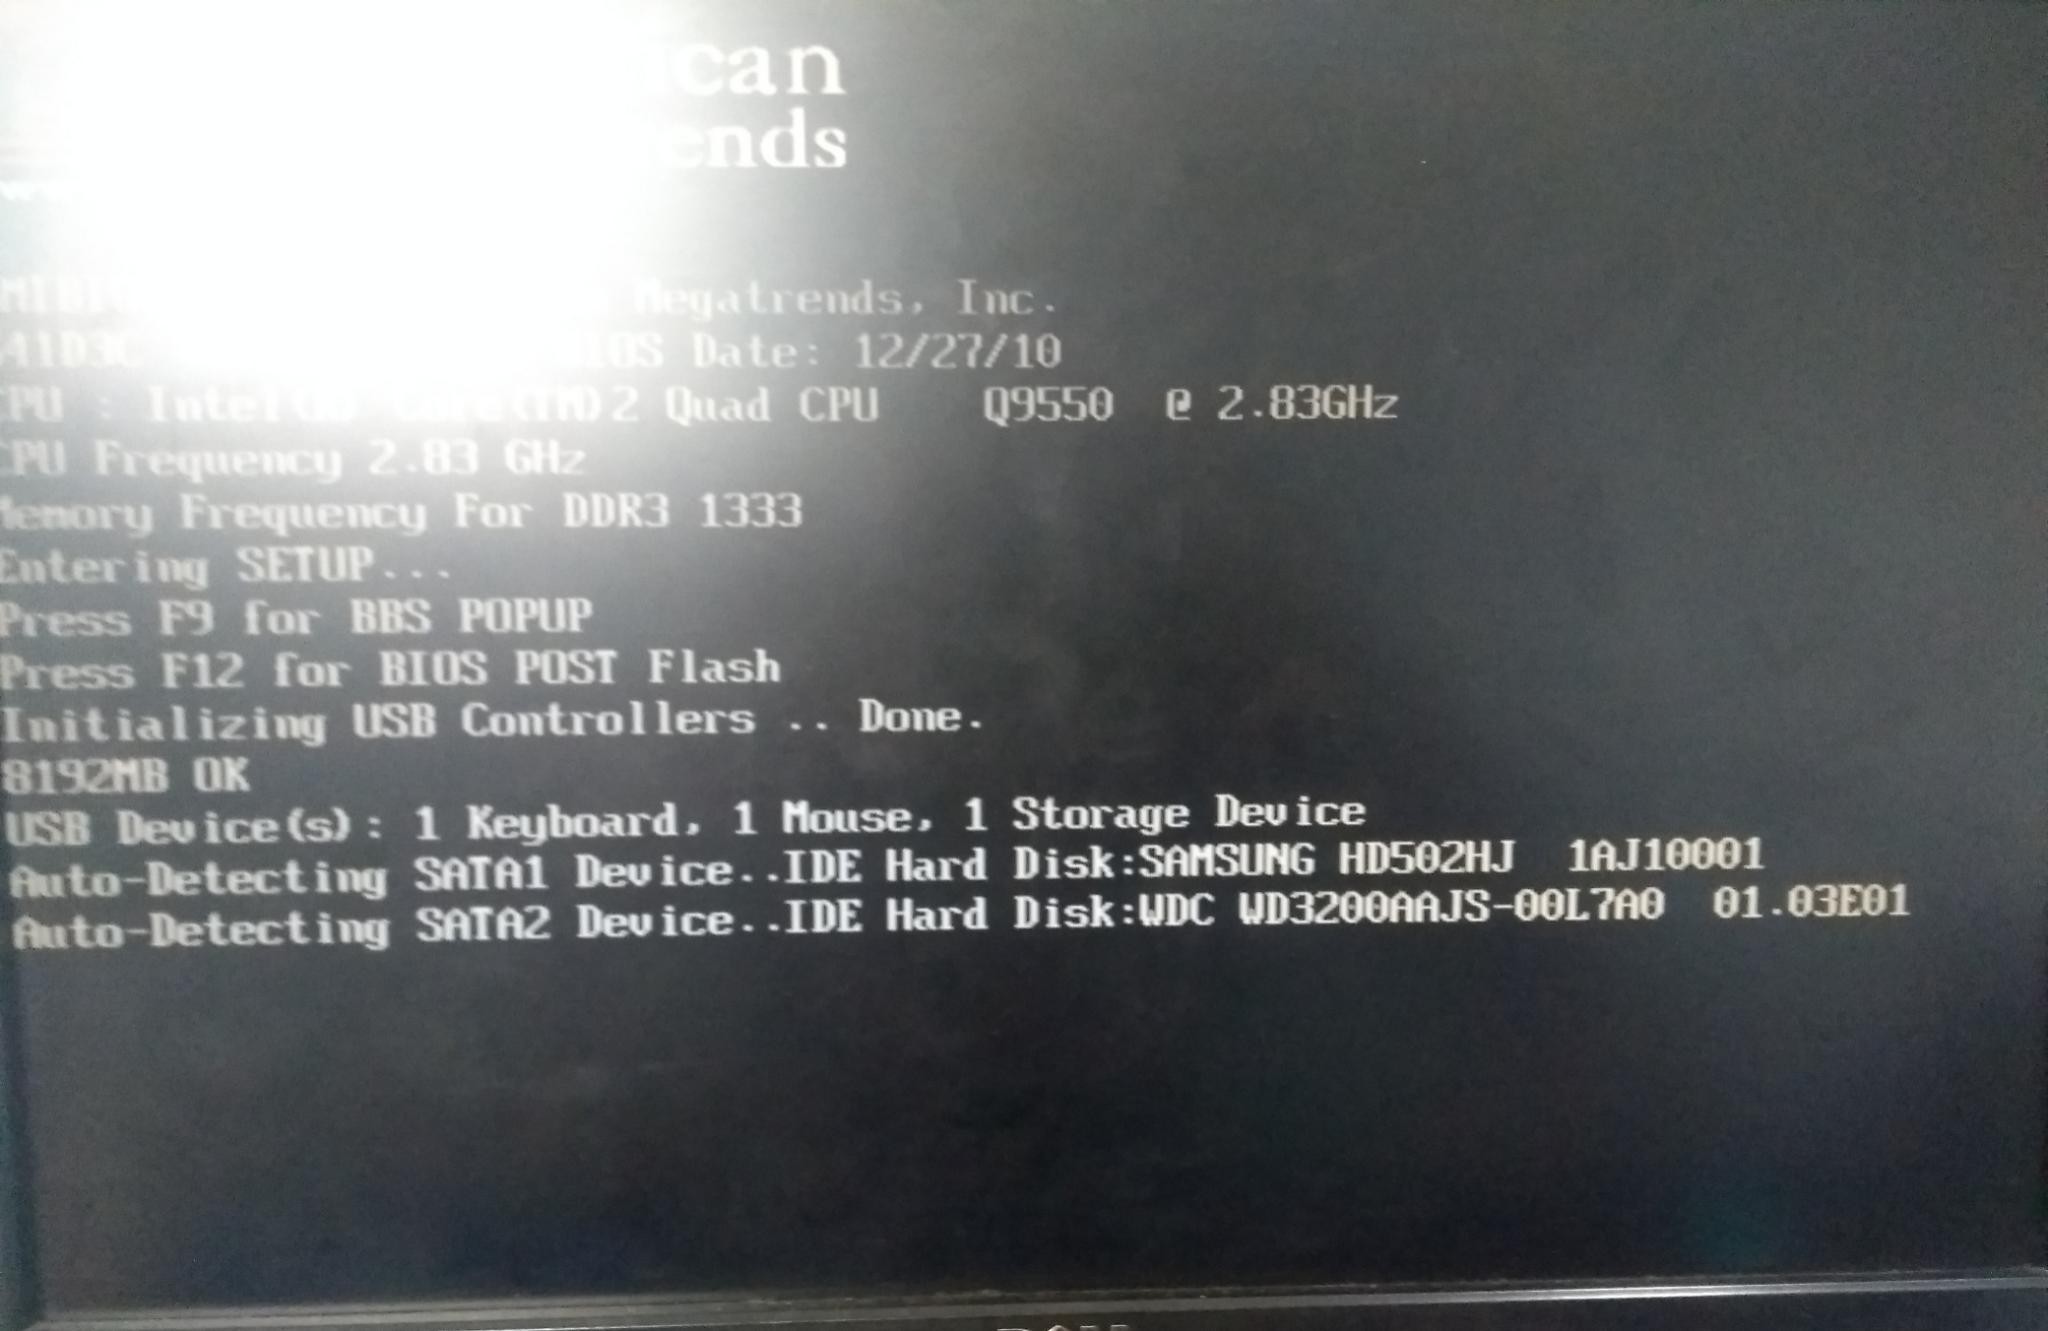 can
ends
Megatrends, Inc.
Date: 12/27/10
CPU : 2 Quad CPU Q9550 @ 2.83GHz
CPU Frequency 2.83 GHz
Memory Frequency For DDR3 1333
Entering SETUP...
Press F9 for BBS POPUP
Press F12 for BIOS POST Flash
Initializing USB Controllers .. Done.
8192MB OK
USB Device(s): 1 Keyboard, 1 Mouse, 1 Storage Device
Auto-Detecting SATA1 Device..IDE Hard Disk:SAMSUNG HD502HJ 1AJ10001
Auto-Detecting SATA2 Device..IDE Hard Disk:WDC WD3200AAJS-00L7A0 01.03E01